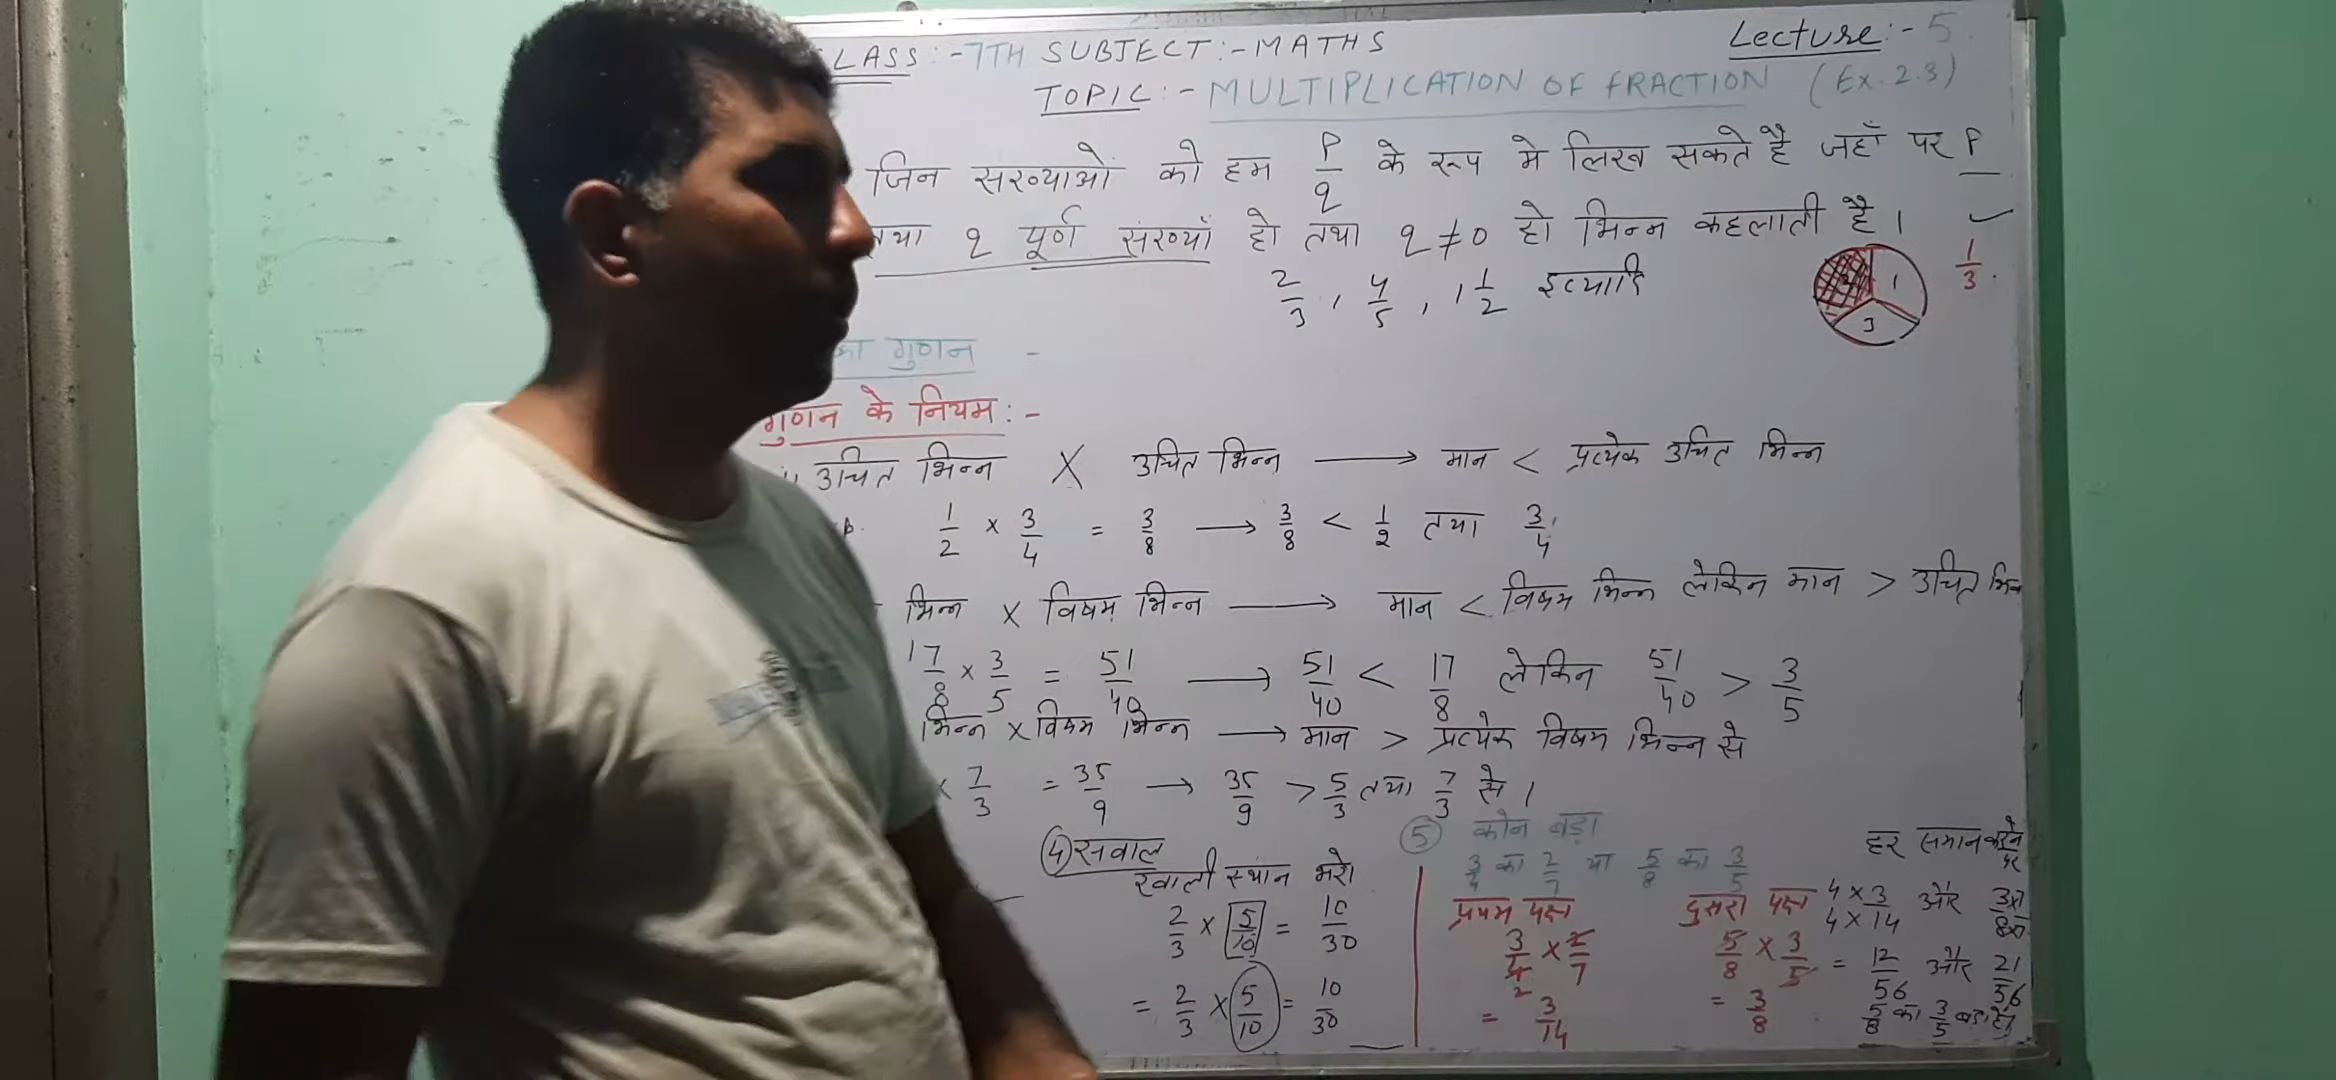 LASS:-7TH SUBJECT:-MATHS Lecture:-5
TOPIC:- MULTIPLICATION OF FRACTION (Ex.2.3)
जिन संख्याओं को हम P/q के रूप मे लिख सकते है जहाँ पर P
तथा q पूर्ण संख्याँ हो तथा q≠0 हो भिन्न कहलाती है।
2/3, 4/5, 1 1/2 इत्यादि
1 3 1/3
का गुणन -
गुणन के नियम:-
उचित भिन्न X उचित भिन्न → मान < प्रत्येक उचित भिन्न
1/2 × 3/4 = 3/8 → 3/8 < 1/2 तथा 3/4
भिन्न × विषम भिन्न → मान < विषम भिन्न लेकिन मान > उचित भिन्न
17/8 × 3/5 = 51/40 → 51/40 < 17/8 लेकिन 51/40 > 3/5
भिन्न × विषम भिन्न → मान > प्रत्येक विषम भिन्न से
× 7/3 = 35/9 → 35/9 > 5/3 तथा 7/3 से।
④ सवाल
खाली स्थान भरो
2/3 × 5/10 = 10/30
= 2/3 × 5/10 = 10/30
⑤ कौन बड़ा
3/4 का 2/7 या 5/8 का 3/5
प्रथम पक्ष दुसरा पक्ष
3/4 × 2/7 5/8 × 3/5
2
= 3/14 = 3/8
हर समान करने पर
4×3/4×14 और
= 12/56 और 21/56
5/8 का 3/5 बड़ा है।